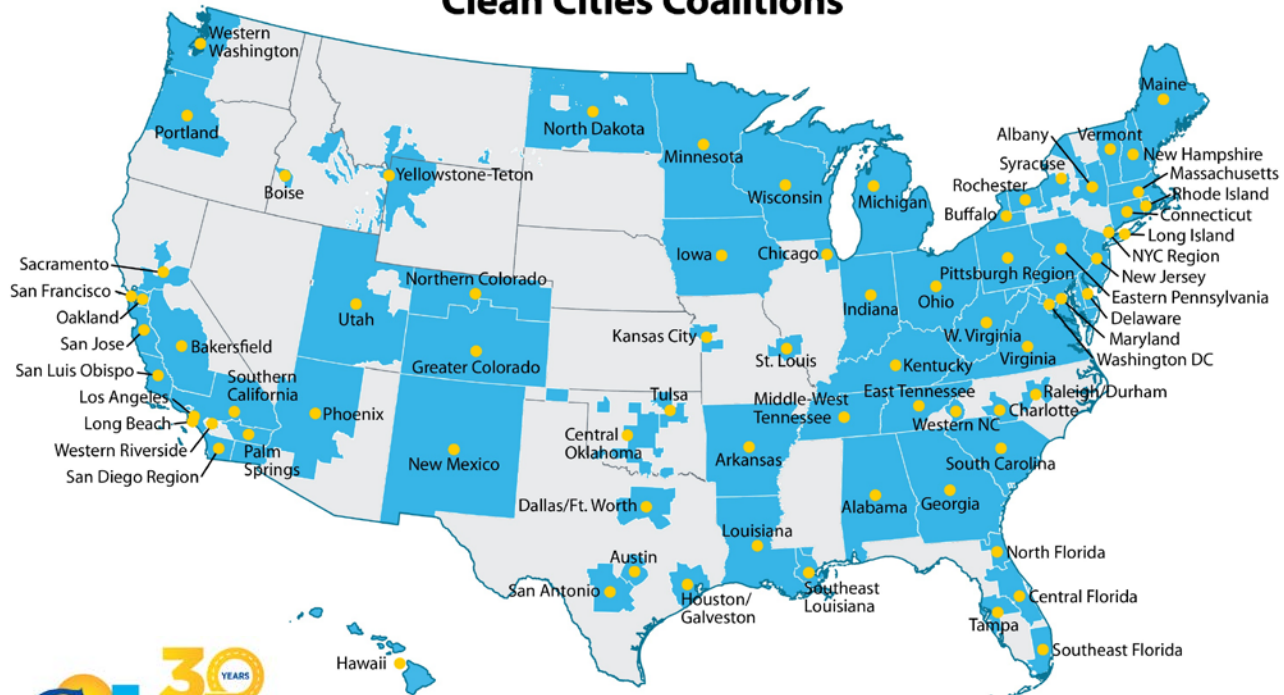 Clean Cities Coalitions
Western
Washington
Portland
Boise
Yellowstone-Teton
North Dakota
Minnesota
Wisconsin
Michigan
Iowa
Chicago
Indiana
Ohio
Pittsburgh Region
Maine
Albany
Vermont
New Hampshire
Syracuse
Massachusetts
Rochester
Rhode Island
Buffalo
Connecticut
Long Island
NYC Region
New Jersey
Eastern Pennsylvania
Delaware
Maryland
Washington DC
W. Virginia
Virginia
Kentucky
Sacramento
San Francisco
Oakland
San Jose
San Luis Obispo
Bakersfield
Southern
California
Los Angeles
Long Beach
Western Riverside
San Diego Region
Palm
Springs
Utah
Northern Colorado
Greater Colorado
Phoenix
New Mexico
Kansas City
St. Louis
Tulsa
Central
Oklahoma
Middle-West
Tennessee
East Tennessee
Raleigh/Durham
Western NC
Charlotte
Arkansas
South Carolina
Dallas/Ft. Worth
Alabama
Georgia
Louisiana
Austin
San Antonio
Houston/
Galveston
Southeast
Louisiana
North Florida
Central Florida
Tampa
Southeast Florida
Hawaii
30
YEARS